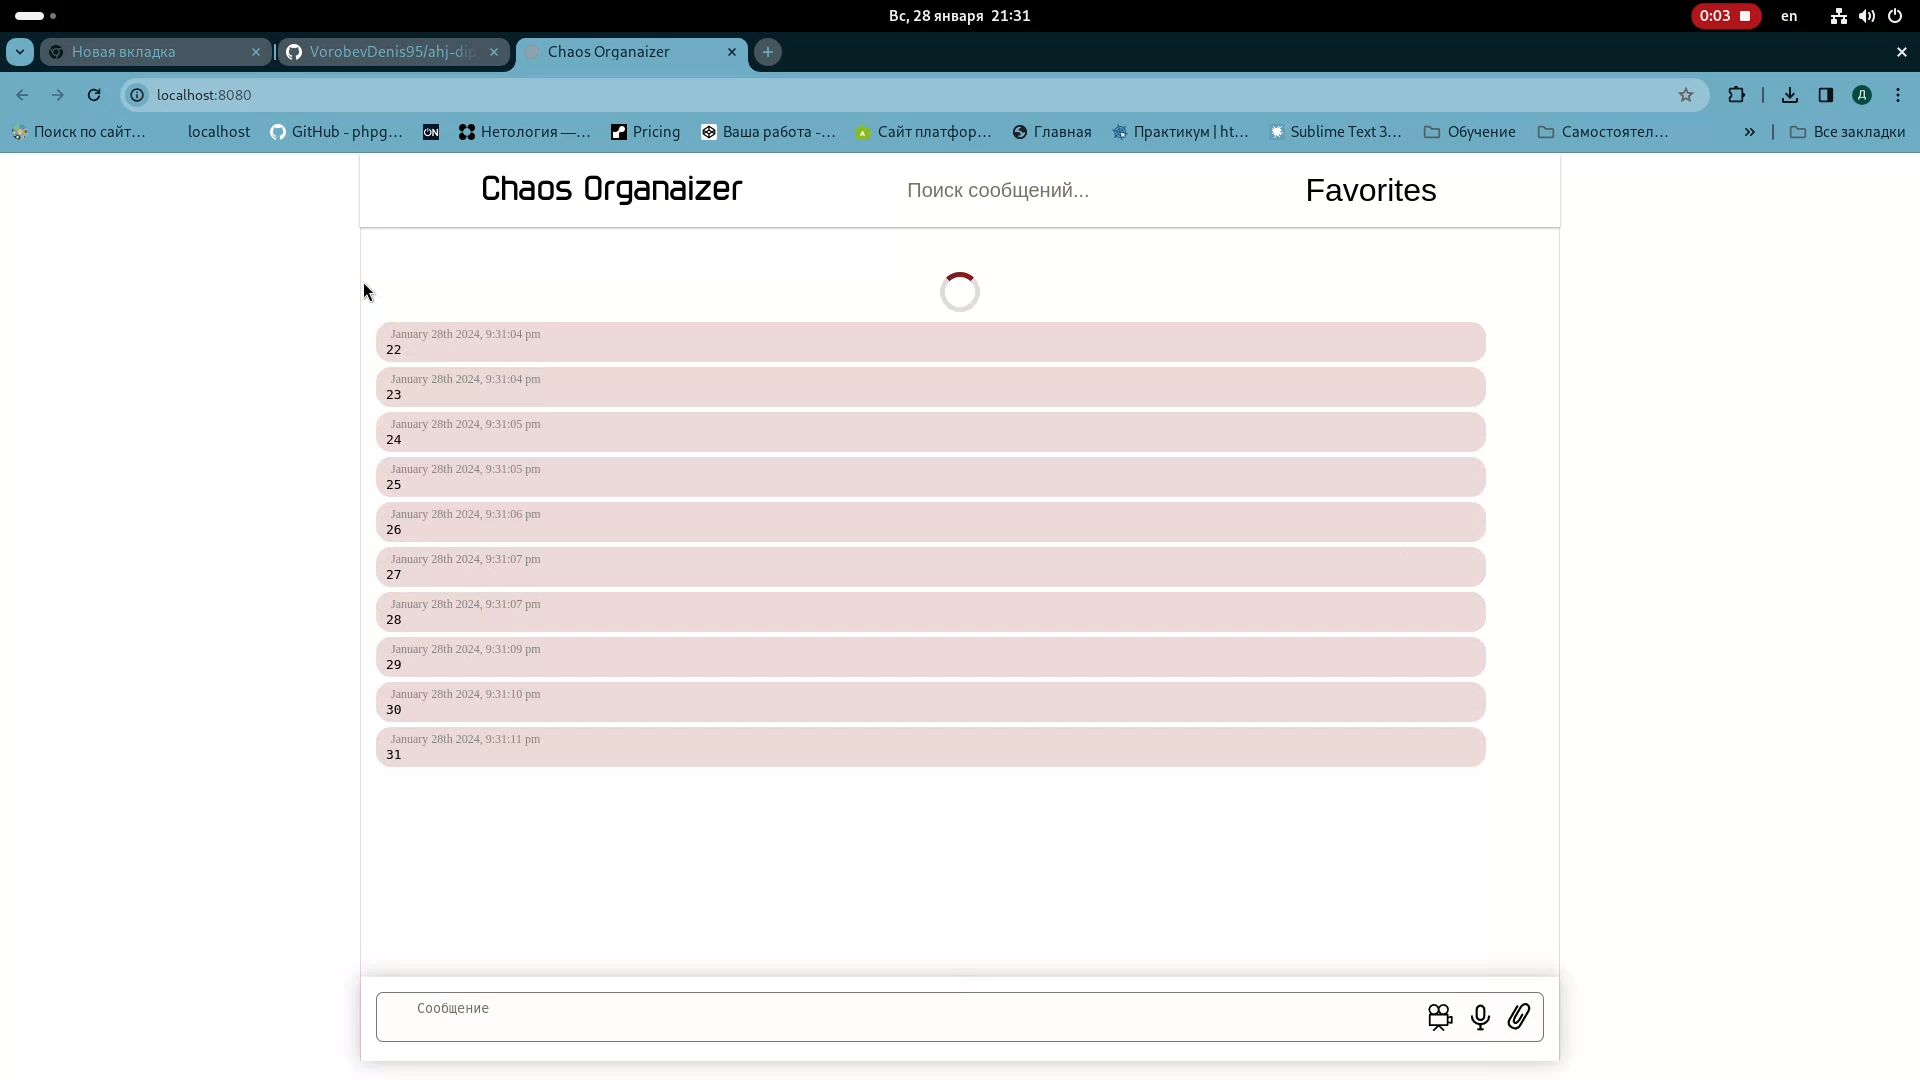 Вс, 28 января 21:31
0:03
en
Новая вкладка
VorobevDenis95/ahj-dip
Chaos Organaizer
localhost:8080
Д
Поиск по сайт...
localhost
GitHub - phpg...
ON
Нетология —...
Pricing
Ваша работа -...
Сайт платфор...
Главная
Практикум | ht...
Sublime Text 3...
Обучение
Самостоятел...
»
Все закладки
Chaos Organaizer
Поиск сообщений...
Favorites
January 28th 2024, 9:31:04 pm
22
January 28th 2024, 9:31:04 pm
23
January 28th 2024, 9:31:05 pm
24
January 28th 2024, 9:31:05 pm
25
January 28th 2024, 9:31:06 pm
26
January 28th 2024, 9:31:07 pm
27
January 28th 2024, 9:31:07 pm
28
January 28th 2024, 9:31:09 pm
29
January 28th 2024, 9:31:10 pm
30
January 28th 2024, 9:31:11 pm
31
Сообщение